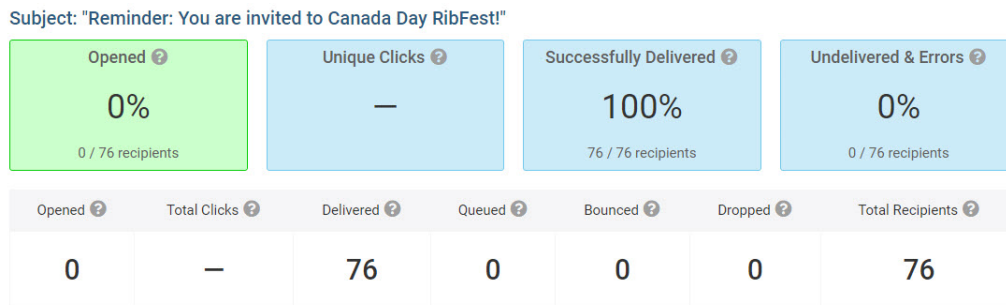 Subject: "Reminder: You are invited to Canada Day RibFest!"
Opened ? Unique Clicks ? Successfully Delivered ? Undelivered & Errors ?
0% — 100% 0%
0 / 76 recipients 76 / 76 recipients 0 / 76 recipients
Opened ? Total Clicks ? Delivered ? Queued ? Bounced ? Dropped ? Total Recipients ?
0 — 76 0 0 0 76